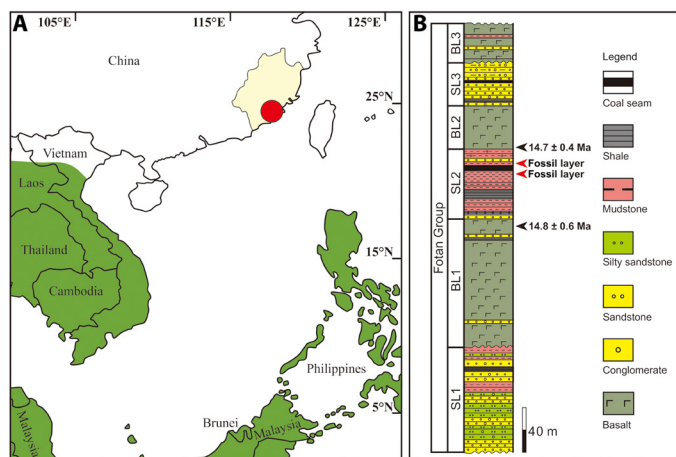 A
105°E
115°E
125°E
China
25°N
Vietnam
Laos
Thailand
15°N
Cambodia
Philippines
Brunei
5°N
Malaysia
Malaysia
B
Fotan Group
BL3
SL3
BL2
SL2
BL1
SL1
14.7 ± 0.4 Ma
Fossil layer
Fossil layer
14.8 ± 0.6 Ma
40 m
Legend
Coal seam
Shale
Mudstone
Silty sandstone
Sandstone
Conglomerate
Basalt